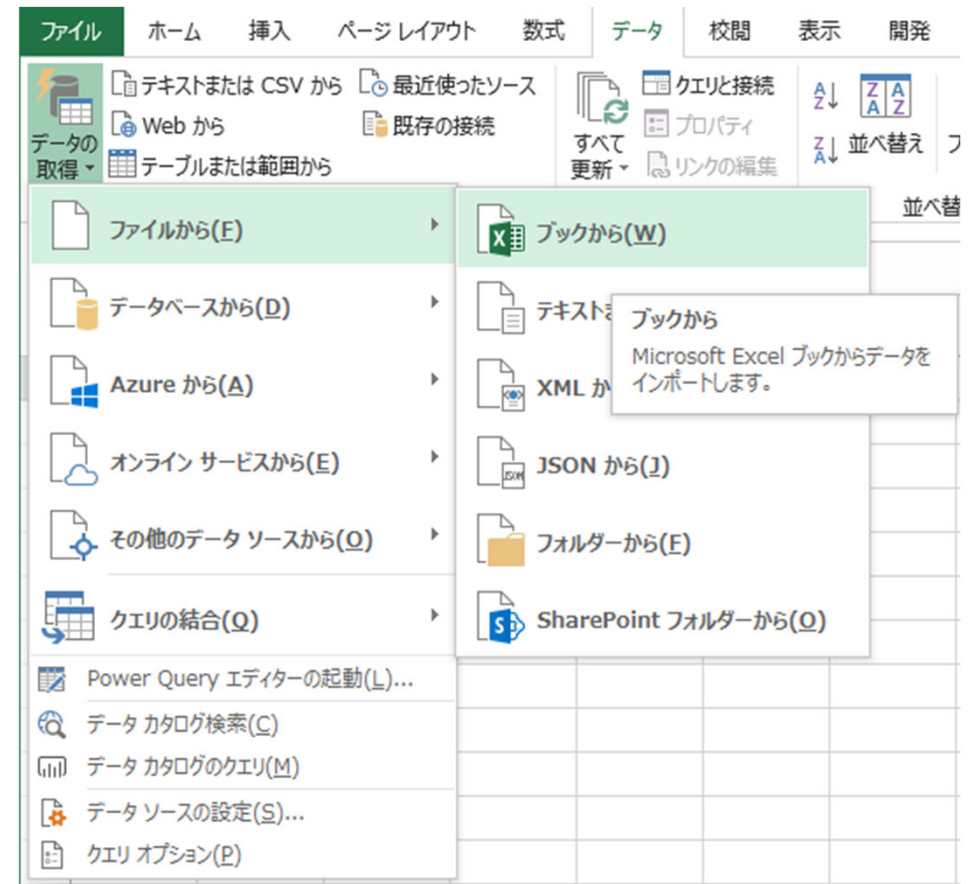 ファイル ホーム 挿入 ページ レイアウト 数式 データ 校閲 表示 開発
データの
取得
テキストまたは CSV から
Web から
テーブルまたは範囲から
最近使ったソース
既存の接続
すべて
更新
クエリと接続
プロパティ
リンクの編集
並べ替え
並べ替
ファイルから(F)
データベースから(D)
Azure から(A)
オンライン サービスから(E)
その他のデータ ソースから(O)
クエリの結合(Q)
Power Query エディターの起動(L)...
データ カタログ検索(C)
データ カタログのクエリ(M)
データ ソースの設定(S)...
クエリ オプション(P)
ブックから(W)
テキスト
XML か
JSON から(J)
フォルダーから(F)
SharePoint フォルダーから(O)
ブックから
Microsoft Excel ブックからデータを
インポートします。